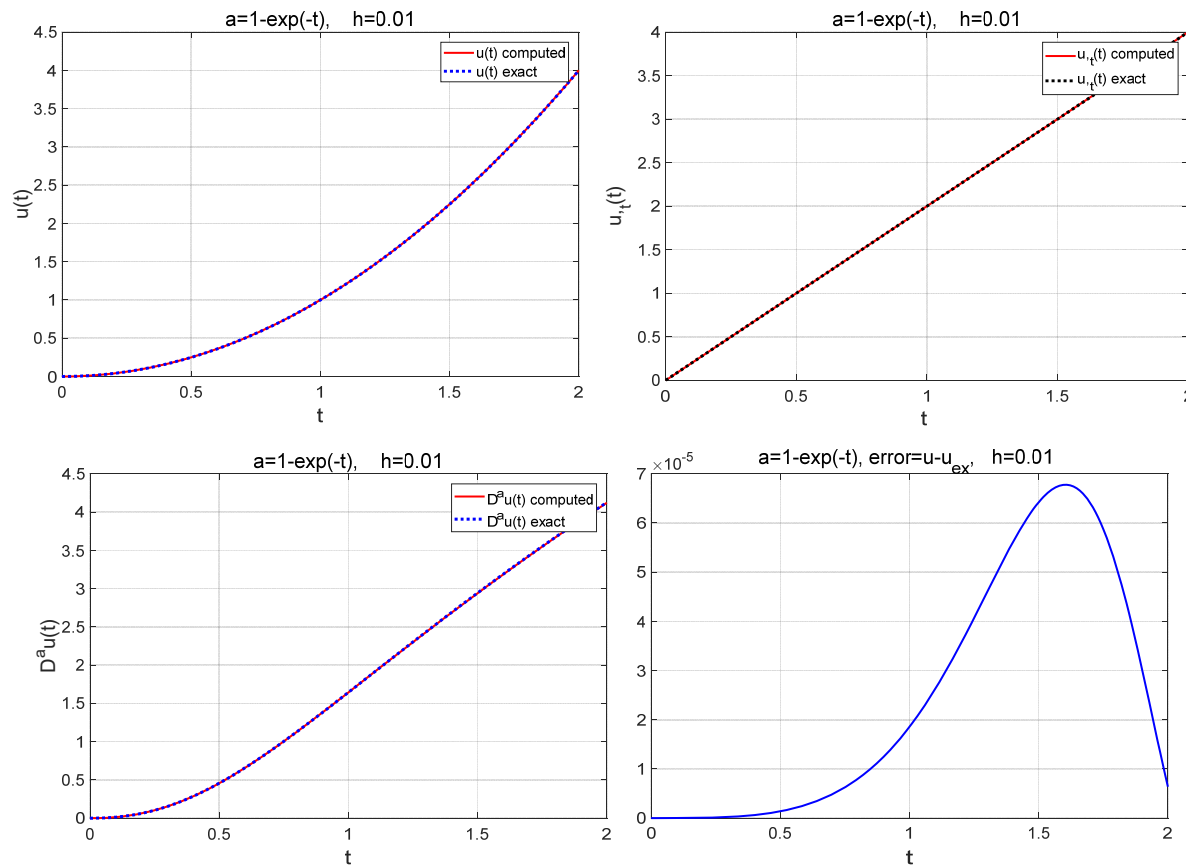 a=1-exp(-t), h=0.01
4.5
4
3.5
3
2.5
2
1.5
1
0.5
0
u(t)
u(t) computed
u(t) exact
0 0.5 1 1.5 2
t
a=1-exp(-t), h=0.01
4
3.5
3
2.5
2
1.5
1
0.5
0
u,t(t)
u,t(t) computed
u,t(t) exact
0 0.5 1 1.5 2
t
a=1-exp(-t), h=0.01
4.5
4
3.5
3
2.5
2
1.5
1
0.5
0
Dᵃu(t)
Dᵃu(t) computed
Dᵃu(t) exact
0 0.5 1 1.5 2
t
a=1-exp(-t), error=u-uex, h=0.01
×10⁻⁵
7
6
5
4
3
2
1
0
0 0.5 1 1.5 2
t